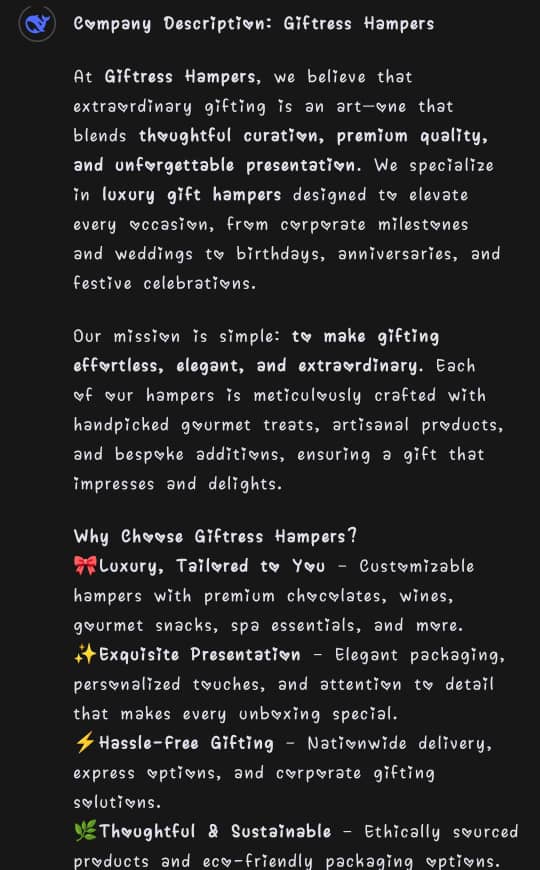 Company Description: Giftress Hampers
At Giftress Hampers, we believe that
extraordinary gifting is an art—one that
blends thoughtful curation, premium quality,
and unforgettable presentation. We specialize
in luxury gift hampers designed to elevate
every occasion, from corporate milestones
and weddings to birthdays, anniversaries, and
festive celebrations.
Our mission is simple: to make gifting
effortless, elegant, and extraordinary. Each
of our hampers is meticulously crafted with
handpicked gourmet treats, artisanal products,
and bespoke additions, ensuring a gift that
impresses and delights.
Why Choose Giftress Hampers?
🎀Luxury, Tailored to You – Customizable
hampers with premium chocolates, wines,
gourmet snacks, spa essentials, and more.
✨Exquisite Presentation – Elegant packaging,
personalized touches, and attention to detail
that makes every unboxing special.
⚡Hassle-Free Gifting – Nationwide delivery,
express options, and corporate gifting
solutions.
🌿Thoughtful & Sustainable – Ethically sourced
products and eco-friendly packaging options.